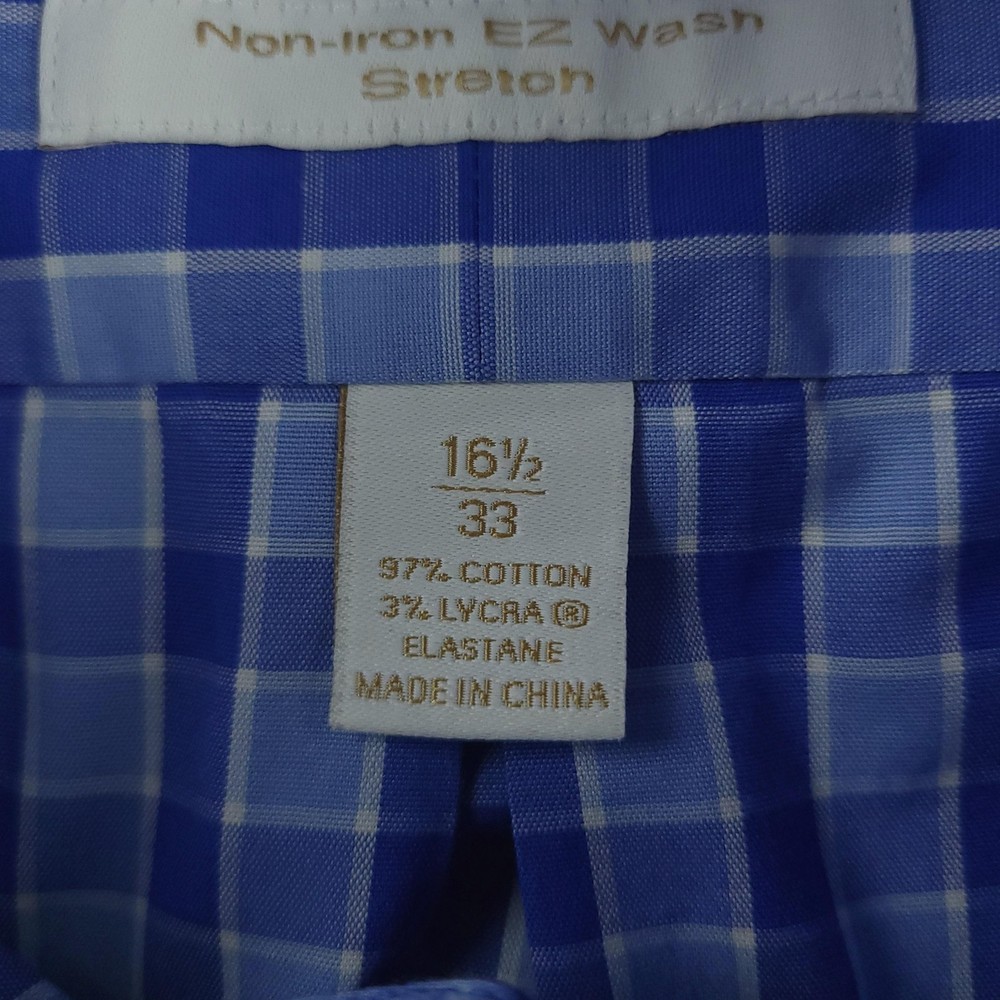 Non-Iron EZ Wash
Stretch
16½
33
97% COTTON
3% LYCRA ®
ELASTANE
MADE IN CHINA